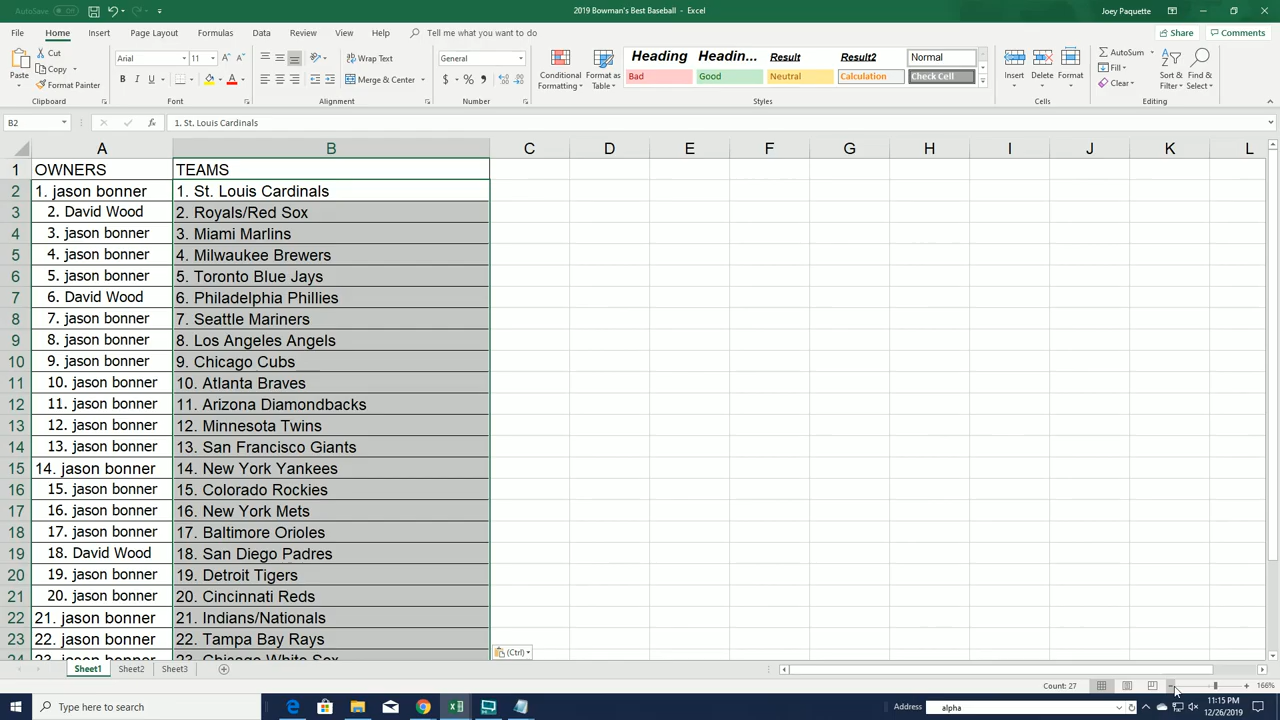 AutoSave Off
2019 Bowman's Best Baseball - Excel
Joey Paquette
File Home Insert Page Layout Formulas Data Review View Help Tell me what you want to do
Share Comments
Paste
Cut
Copy
Format Painter
Clipboard
Arial 11
B I U
Font
Wrap Text
Merge & Center
Alignment
General
$ % ,
Number
Conditional Formatting
Format as Table
Heading Headin... Result Result2 Normal
Bad Good Neutral Calculation Check Cell
Styles
Insert Delete Format
Cells
AutoSum
Fill
Clear
Sort & Filter
Find & Select
Editing
B2 fx 1. St. Louis Cardinals
A B C D E F G H I J K L
1 OWNERS TEAMS
2 1. jason bonner 1. St. Louis Cardinals
3 2. David Wood 2. Royals/Red Sox
4 3. jason bonner 3. Miami Marlins
5 4. jason bonner 4. Milwaukee Brewers
6 5. jason bonner 5. Toronto Blue Jays
7 6. David Wood 6. Philadelphia Phillies
8 7. jason bonner 7. Seattle Mariners
9 8. jason bonner 8. Los Angeles Angels
10 9. jason bonner 9. Chicago Cubs
11 10. jason bonner 10. Atlanta Braves
12 11. jason bonner 11. Arizona Diamondbacks
13 12. jason bonner 12. Minnesota Twins
14 13. jason bonner 13. San Francisco Giants
15 14. jason bonner 14. New York Yankees
16 15. jason bonner 15. Colorado Rockies
17 16. jason bonner 16. New York Mets
18 17. jason bonner 17. Baltimore Orioles
19 18. David Wood 18. San Diego Padres
20 19. jason bonner 19. Detroit Tigers
21 20. jason bonner 20. Cincinnati Reds
22 21. jason bonner 21. Indians/Nationals
23 22. jason bonner 22. Tampa Bay Rays
24 23. jason bonner 23. Chicago White Sox
(Ctrl)
Sheet1 Sheet2 Sheet3
Count: 27
166%
Type here to search
Address alpha
11:15 PM
12/26/2019